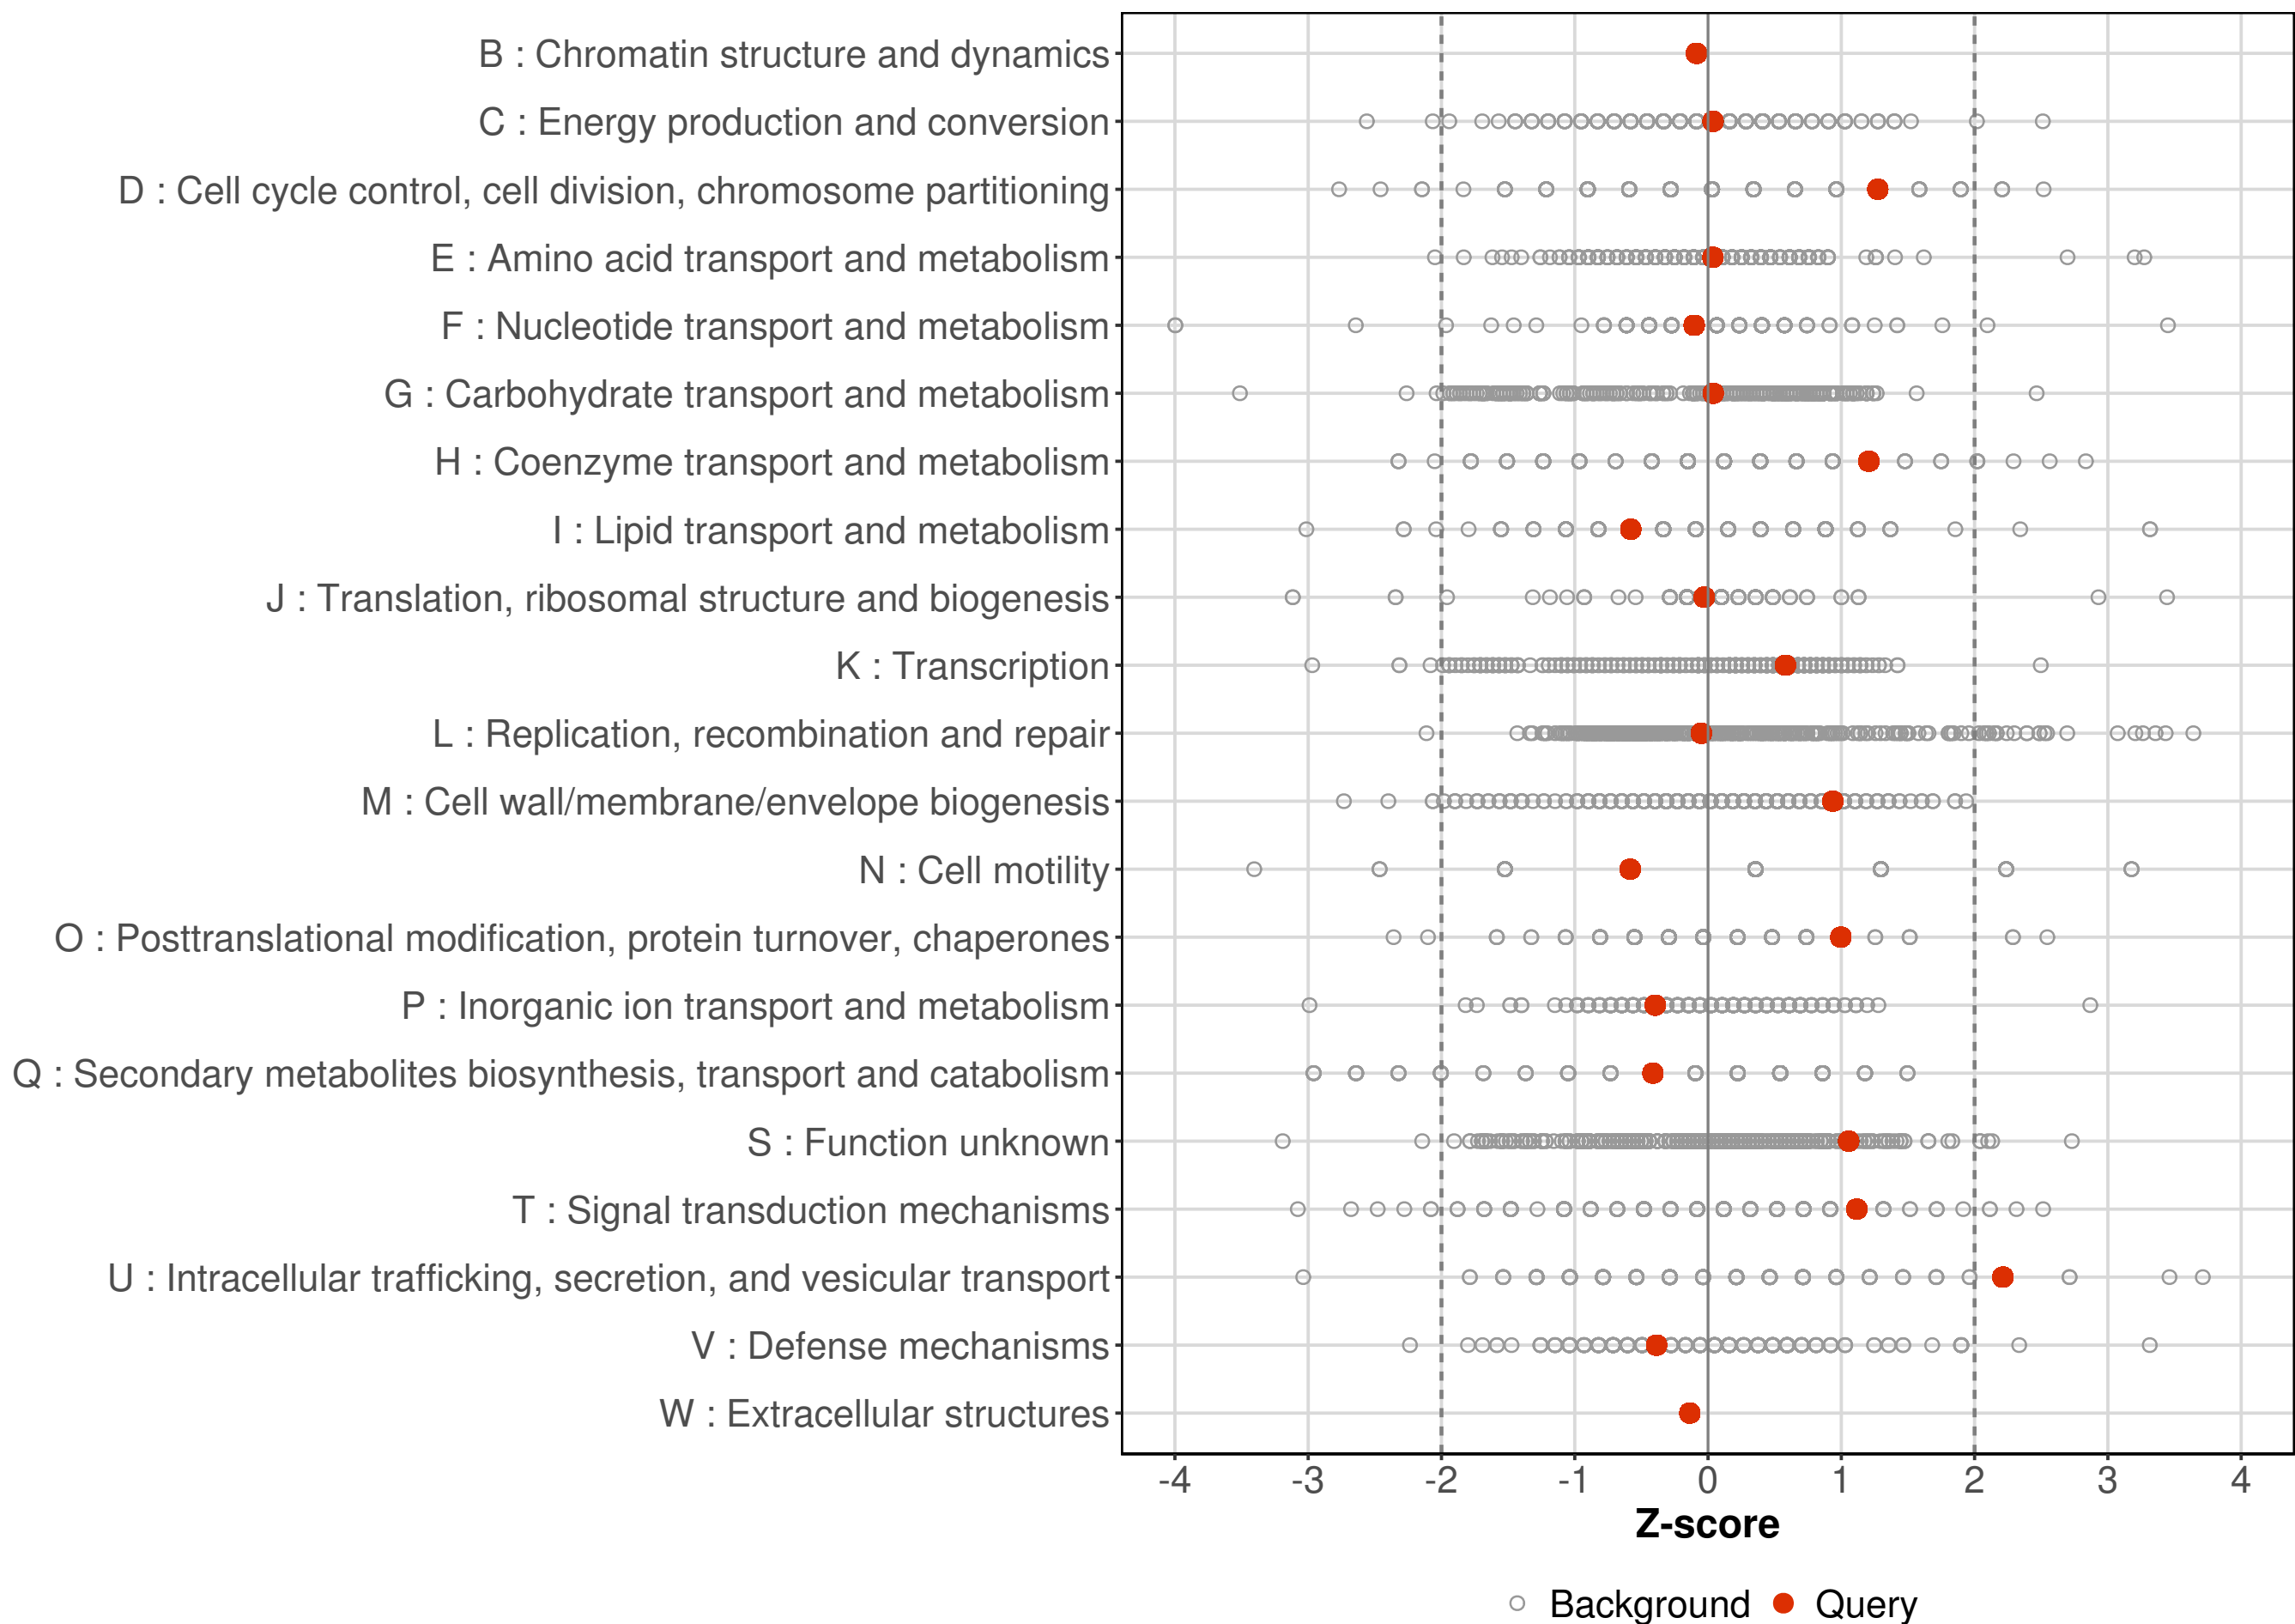 B : Chromatin structure and dynamics
C : Energy production and conversion
D : Cell cycle control, cell division, chromosome partitioning
E : Amino acid transport and metabolism
F : Nucleotide transport and metabolism
G : Carbohydrate transport and metabolism
H : Coenzyme transport and metabolism
I : Lipid transport and metabolism
J : Translation, ribosomal structure and biogenesis
K : Transcription
L : Replication, recombination and repair
M : Cell wall/membrane/envelope biogenesis
N : Cell motility
O : Posttranslational modification, protein turnover, chaperones
P : Inorganic ion transport and metabolism
Q : Secondary metabolites biosynthesis, transport and catabolism
S : Function unknown
T : Signal transduction mechanisms
U : Intracellular trafficking, secretion, and vesicular transport
V : Defense mechanisms
W : Extracellular structures
-4 -3 -2 -1 0 1 2 3 4
Z-score
Background Query